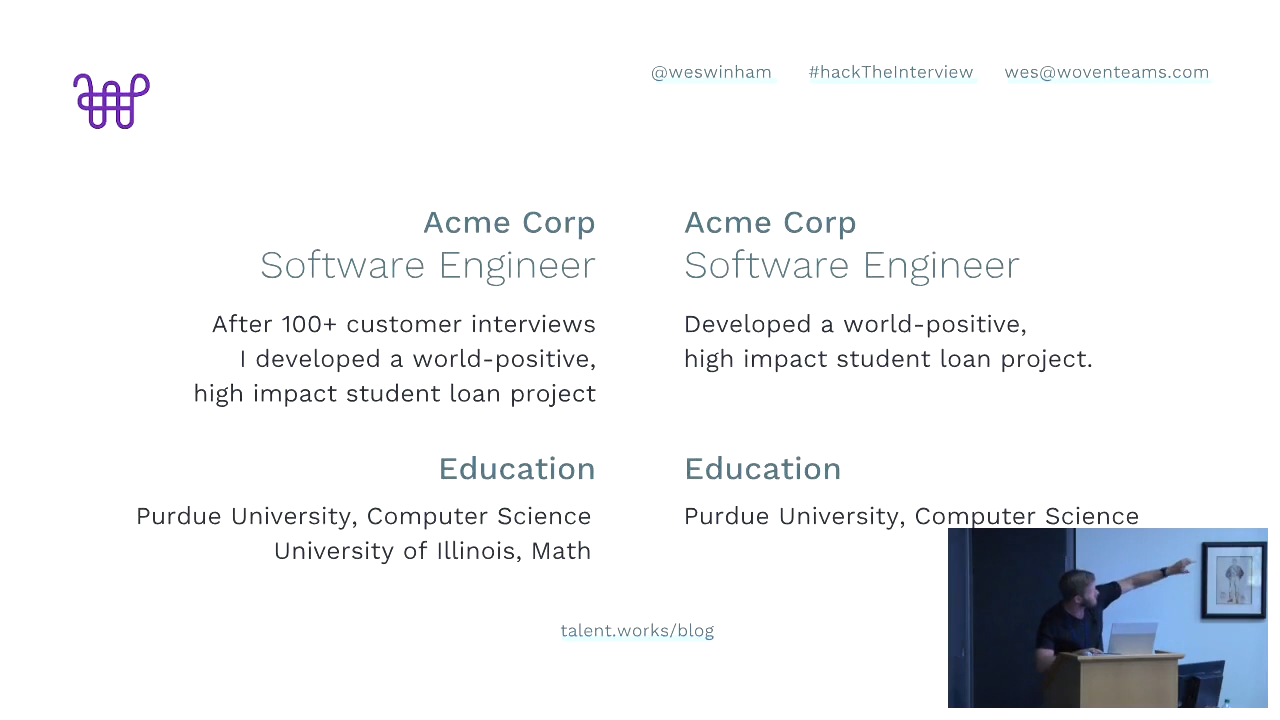 @weswinham #hackTheInterview wes@woventeams.com
Acme Corp
Software Engineer
After 100+ customer interviews
I developed a world-positive,
high impact student loan project
Education
Purdue University, Computer Science
University of Illinois, Math
Acme Corp
Software Engineer
Developed a world-positive,
high impact student loan project.
Education
Purdue University, Computer Science
talent.works/blog